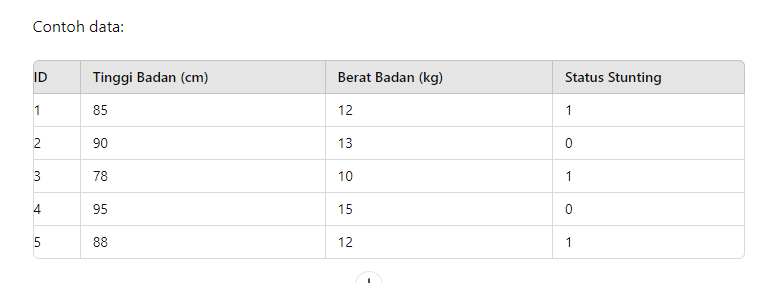 Contoh data:
ID Tinggi Badan (cm) Berat Badan (kg) Status Stunting
1 85 12 1
2 90 13 0
3 78 10 1
4 95 15 0
5 88 12 1